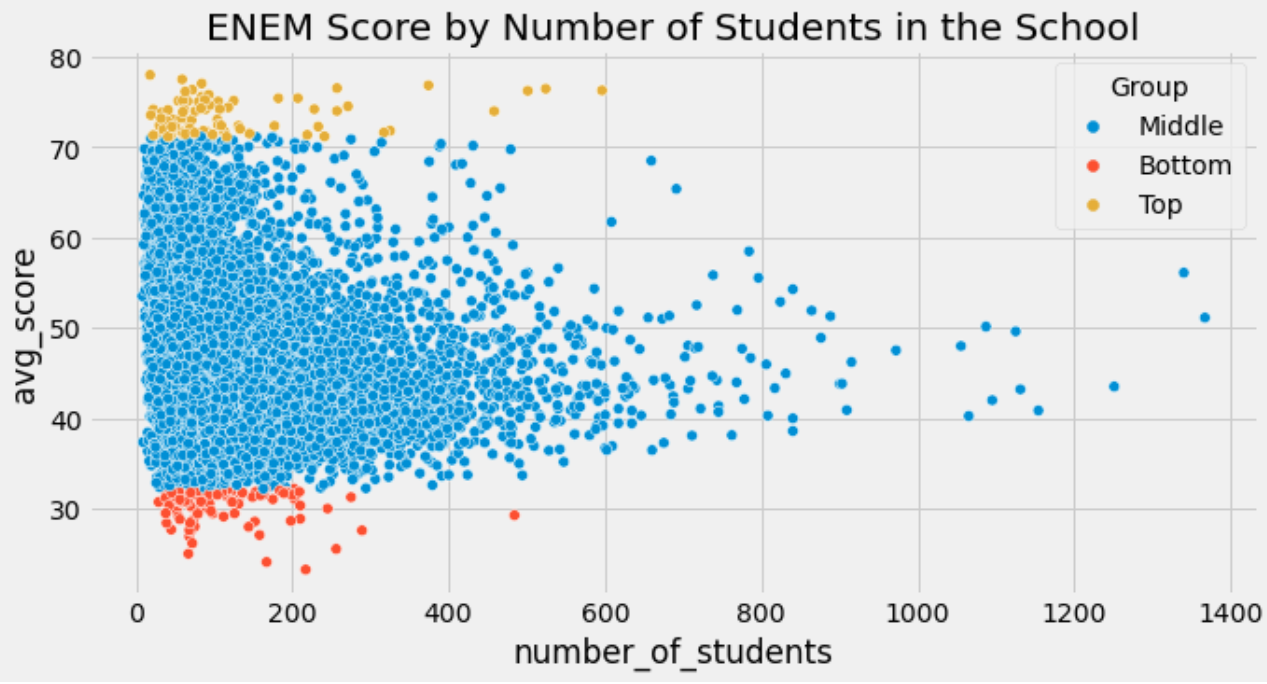 ENEM Score by Number of Students in the School
80
70
60
50
40
30
avg_score
Group
Middle
Bottom
Top
0 200 400 600 800 1000 1200 1400
number_of_students